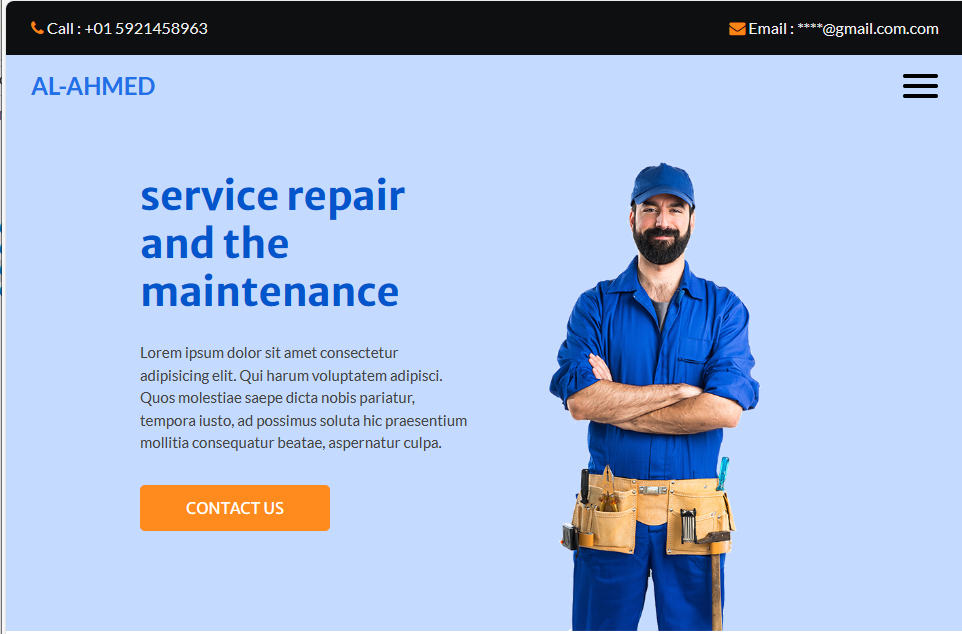 Call : +01 5921458963
Email : ****@gmail.com.com
AL-AHMED
service repair
and the
maintenance
Lorem ipsum dolor sit amet consectetur
adipisicing elit. Qui harum voluptatem adipisci.
Quos molestiae saepe dicta nobis pariatur,
tempora iusto, ad possimus soluta hic praesentium
mollitia consequatur beatae, aspernatur culpa.
CONTACT US